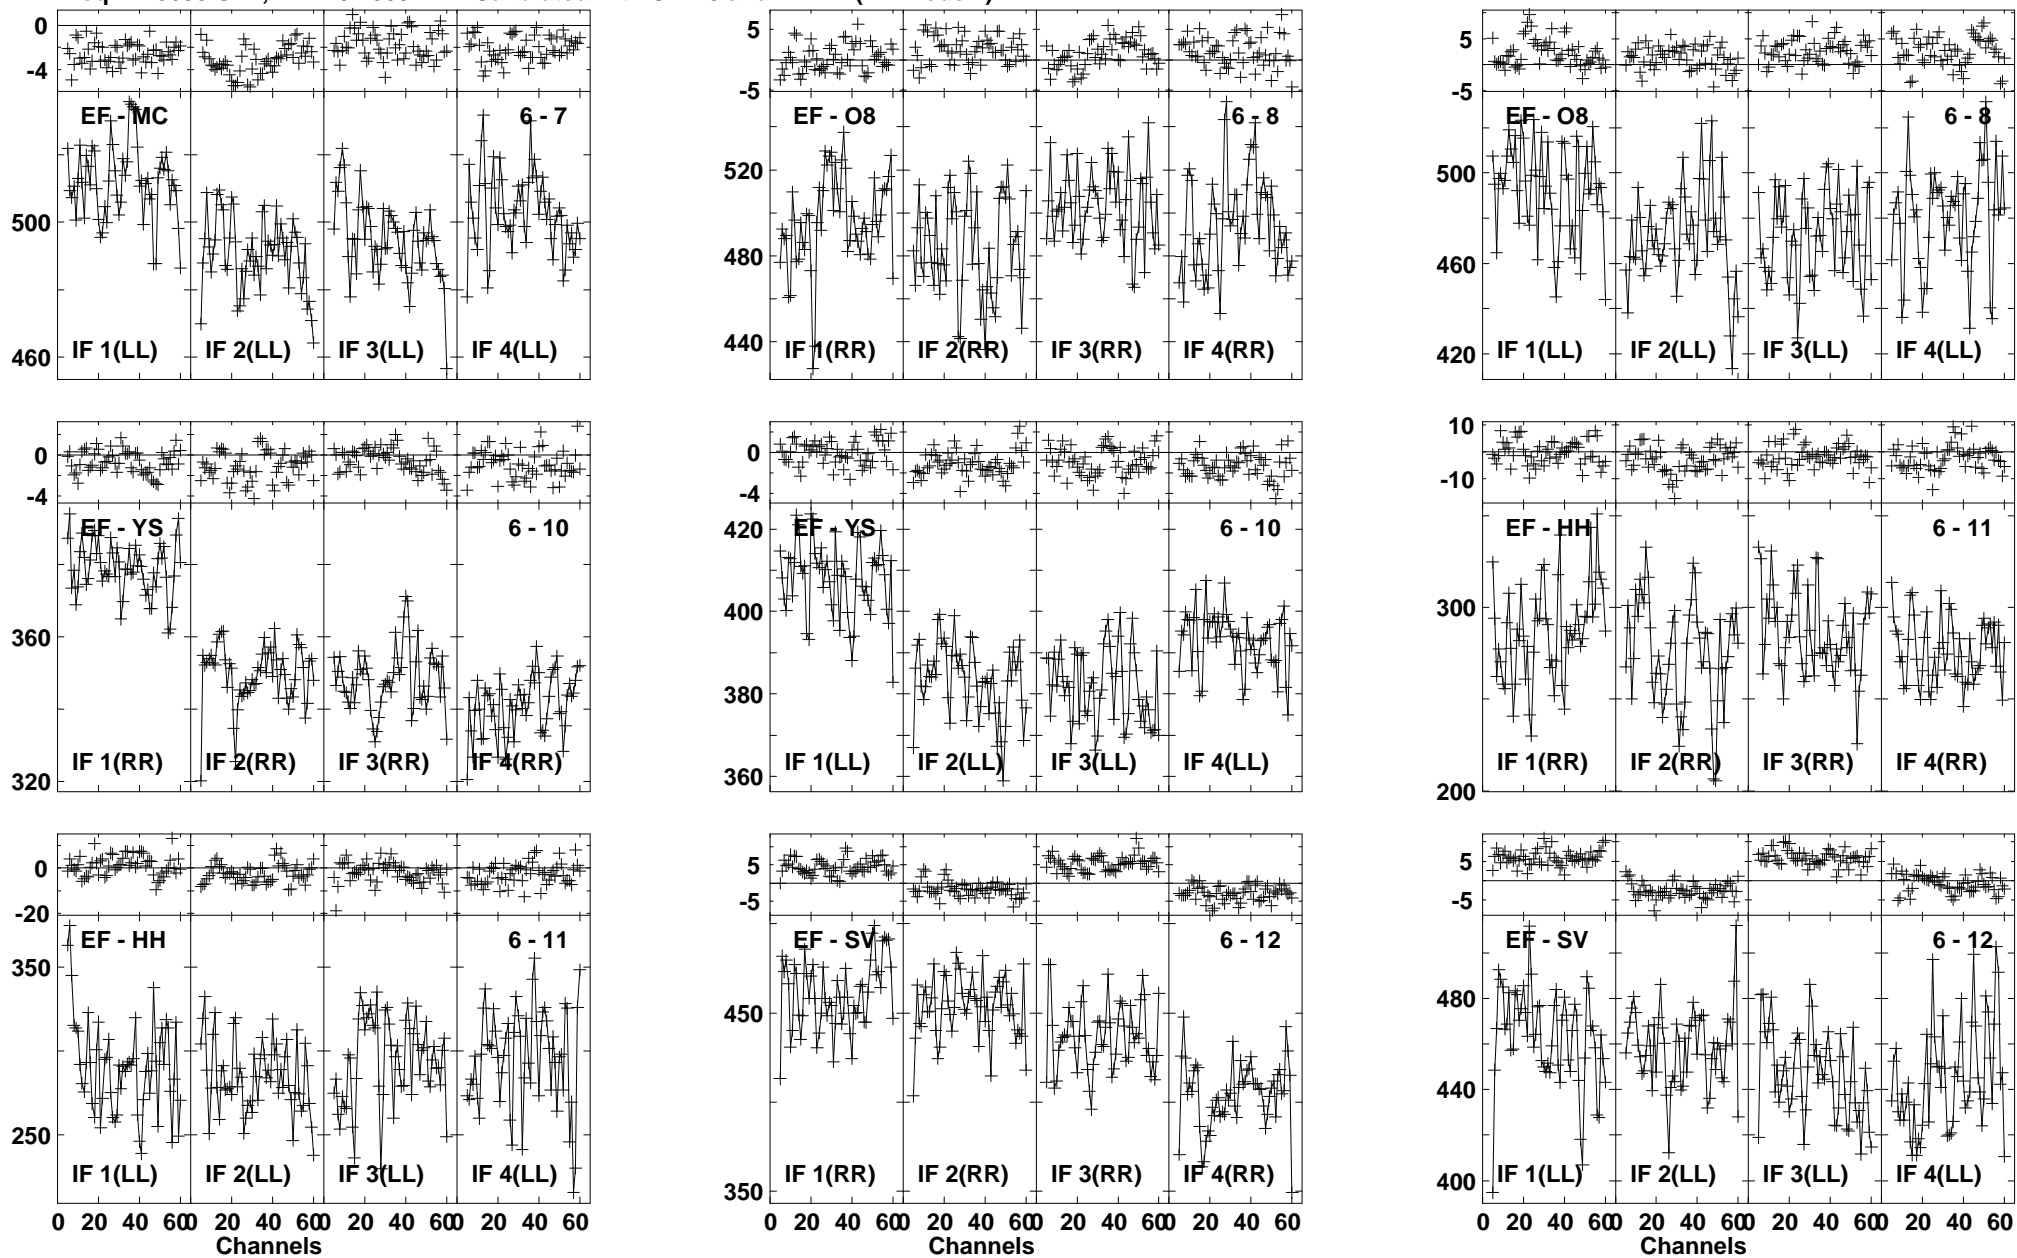 0
-4
EF - MC 6 - 7
500
460
IF 1(LL) IF 2(LL) IF 3(LL) IF 4(LL)
5
-5
EF - O8 6 - 8
520
480
440
IF 1(RR) IF 2(RR) IF 3(RR) IF 4(RR)
5
-5
EF - O8 6 - 8
500
460
420
IF 1(LL) IF 2(LL) IF 3(LL) IF 4(LL)
0
-4
EF - YS 6 - 10
360
320
IF 1(RR) IF 2(RR) IF 3(RR) IF 4(RR)
0
-4
EF - YS 6 - 10
420
400
380
360
IF 1(LL) IF 2(LL) IF 3(LL) IF 4(LL)
10
-10
EF - HH 6 - 11
300
200
IF 1(RR) IF 2(RR) IF 3(RR) IF 4(RR)
0
-20
EF - HH 6 - 11
350
250
IF 1(LL) IF 2(LL) IF 3(LL) IF 4(LL)
0 20 40 60 0 20 40 60 0 20 40 60 0 20 40 60
Channels
5
-5
EF - SV 6 - 12
450
350
IF 1(RR) IF 2(RR) IF 3(RR) IF 4(RR)
0 20 40 60 0 20 40 60 0 20 40 60 0 20 40 60
Channels
5
-5
EF - SV 6 - 12
480
440
400
IF 1(LL) IF 2(LL) IF 3(LL) IF 4(LL)
0 20 40 60 0 20 40 60 0 20 40 60 0 20 40 60
Channels